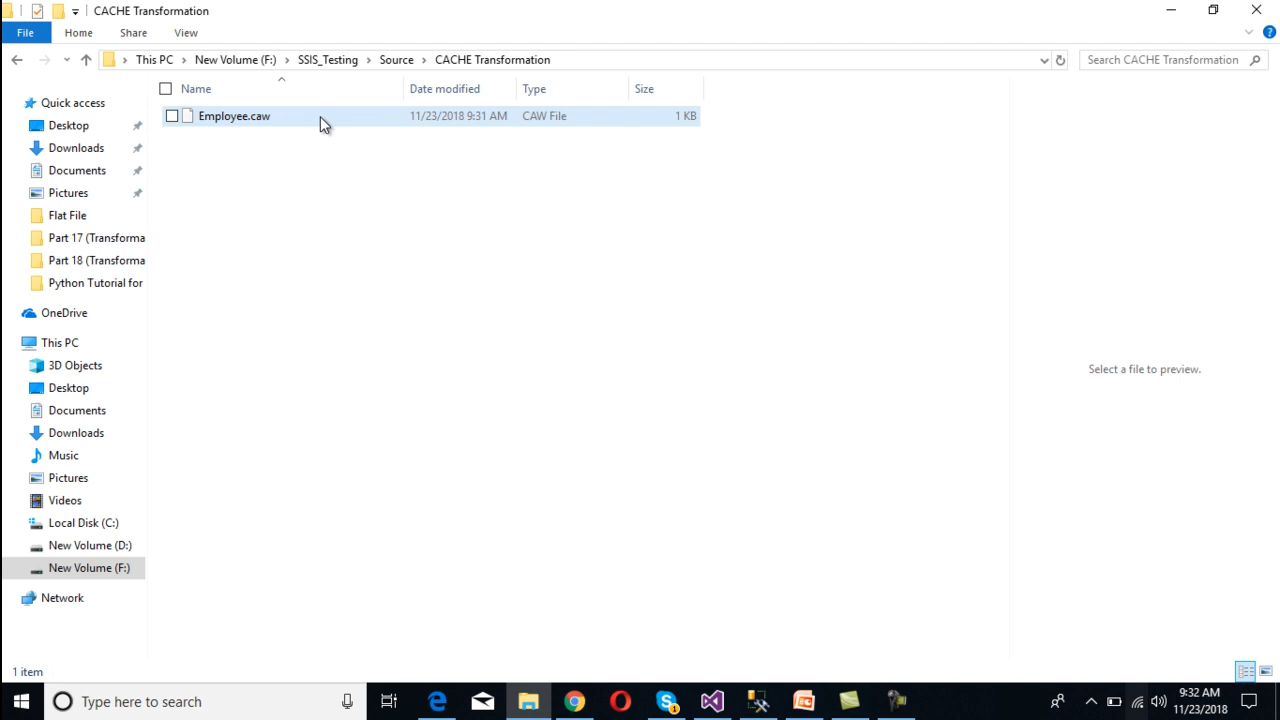 CACHE Transformation
File Home Share View
This PC New Volume (F:) SSIS_Testing Source CACHE Transformation Search CACHE Transformation
Name Date modified Type Size
Employee.caw 11/23/2018 9:31 AM CAW File 1 KB
Quick access
Desktop
Downloads
Documents
Pictures
Flat File
Part 17 (Transforma
Part 18 (Transforma
Python Tutorial for
OneDrive
This PC
3D Objects
Desktop
Documents
Downloads
Music
Pictures
Videos
Local Disk (C:)
New Volume (D:)
New Volume (F:)
Network
Select a file to preview.
1 item
Type here to search
9:32 AM
11/23/2018